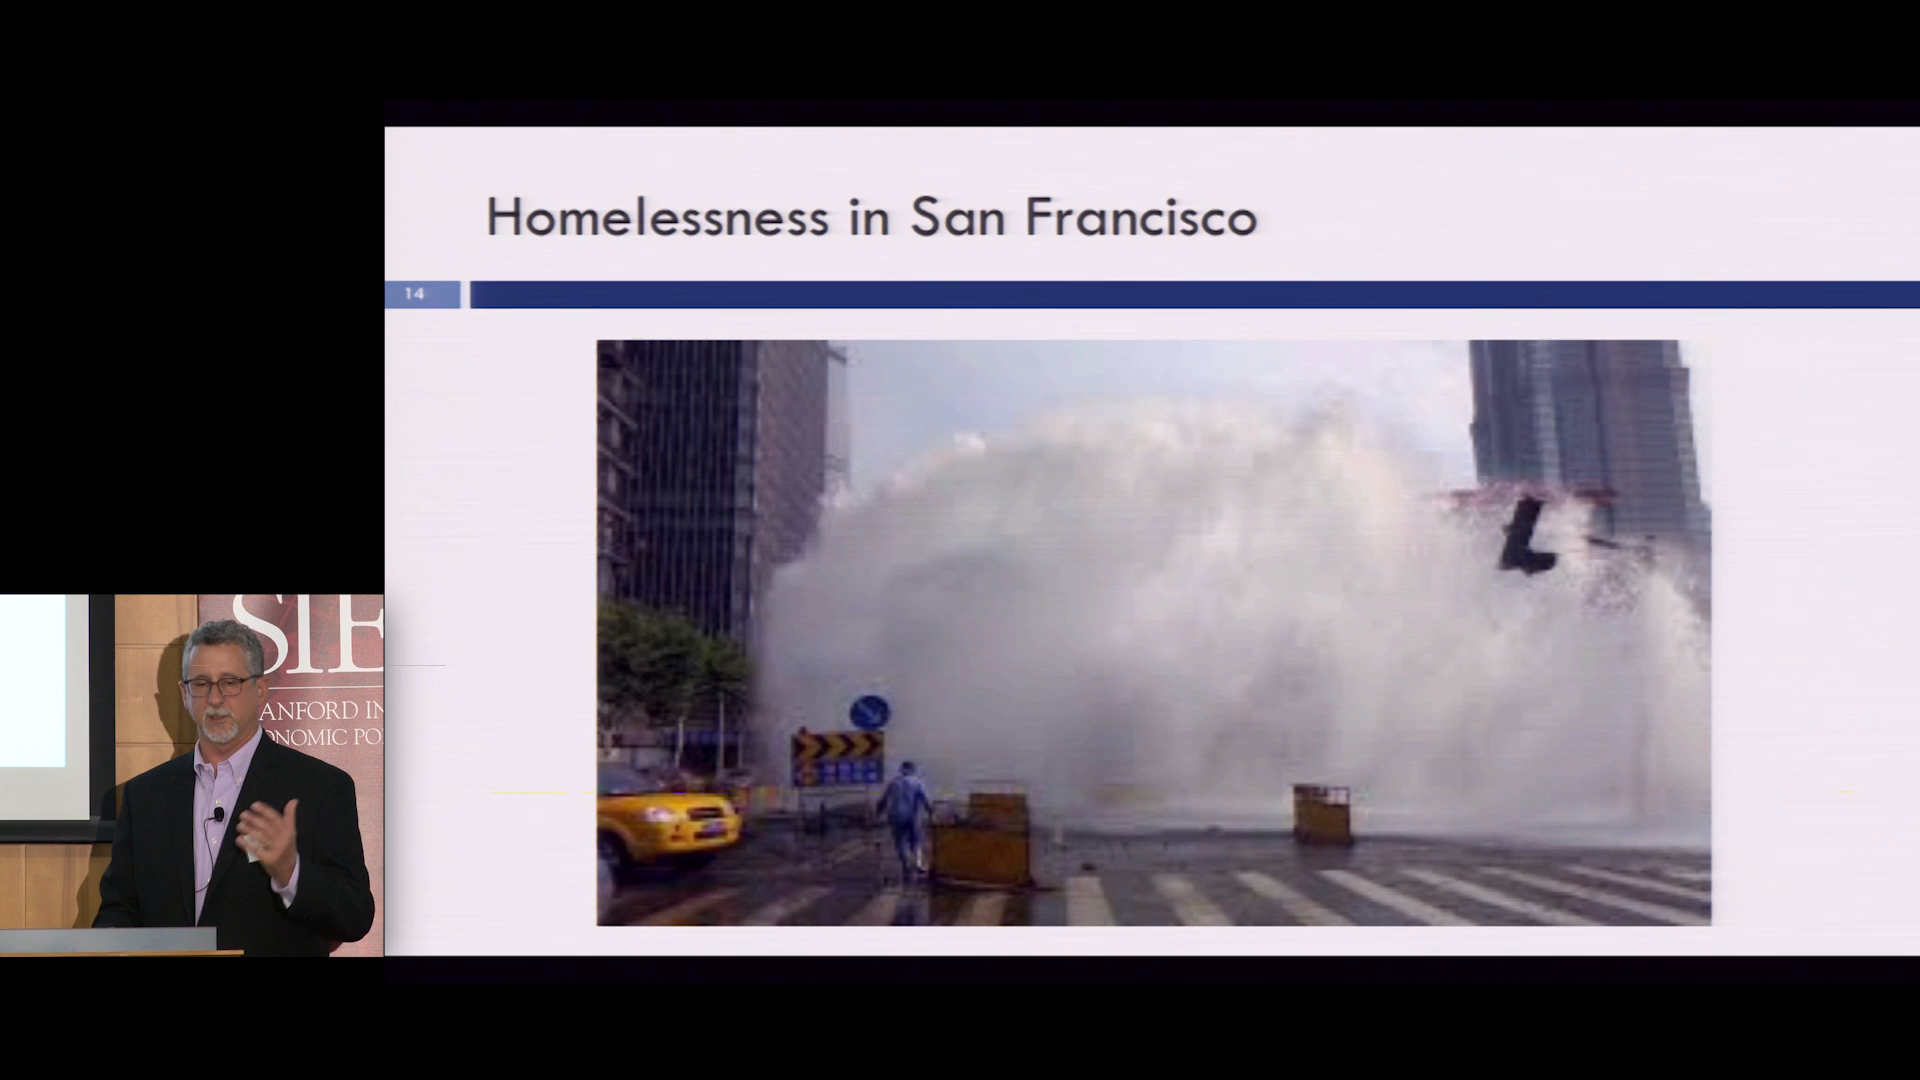 Homelessness in San Francisco
14
SIE
ANFORD IN
ONOMIC PO